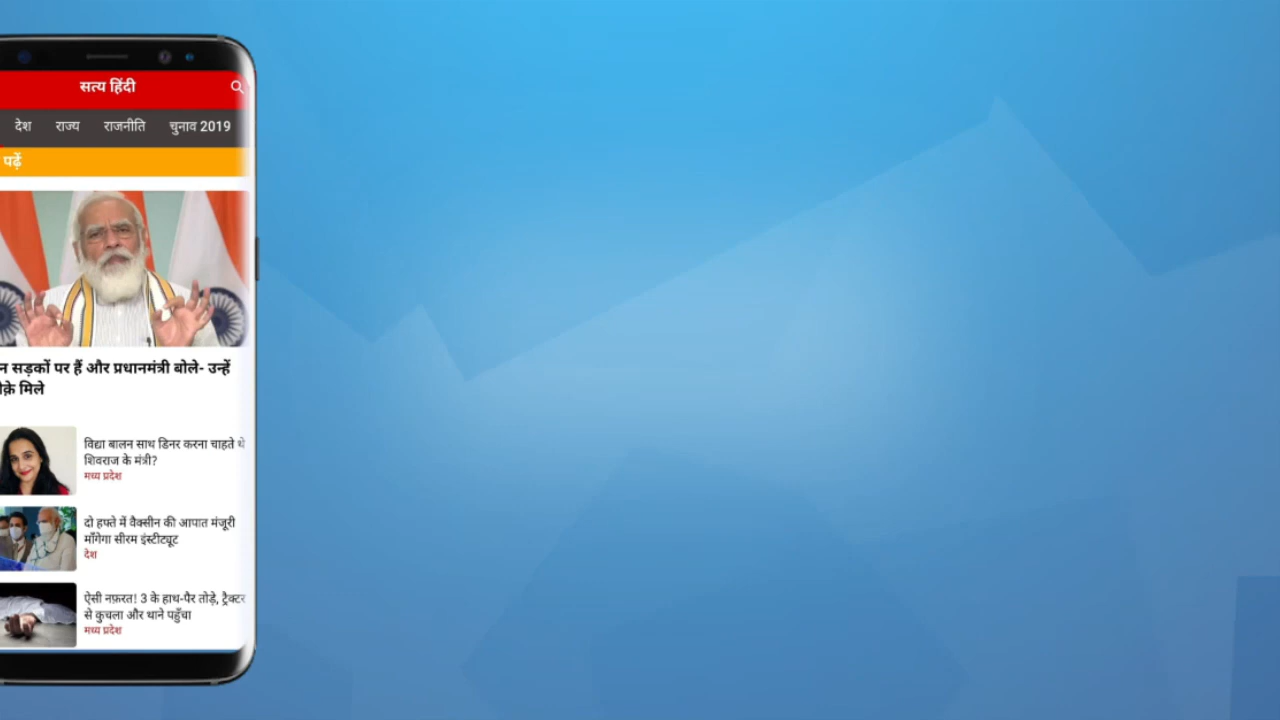 सत्य हिंदी
देश राज्य राजनीति चुनाव 2019
पढ़ें
सड़कों पर हैं और प्रधानमंत्री बोले- उन्हें
मिले
विद्या बालन साथ डिनर करना चाहते थे
शिवराज के मंत्री?
मध्य प्रदेश
दो हफ्ते में वैक्सीन की आपात मंजूरी
माँगेगा सीरम इंस्टीट्यूट
देश
ऐसी नफ़रत! 3 के हाथ-पैर तोड़े, ट्रैक्टर
से कुचला और थाने पहुँचा
मध्य प्रदेश